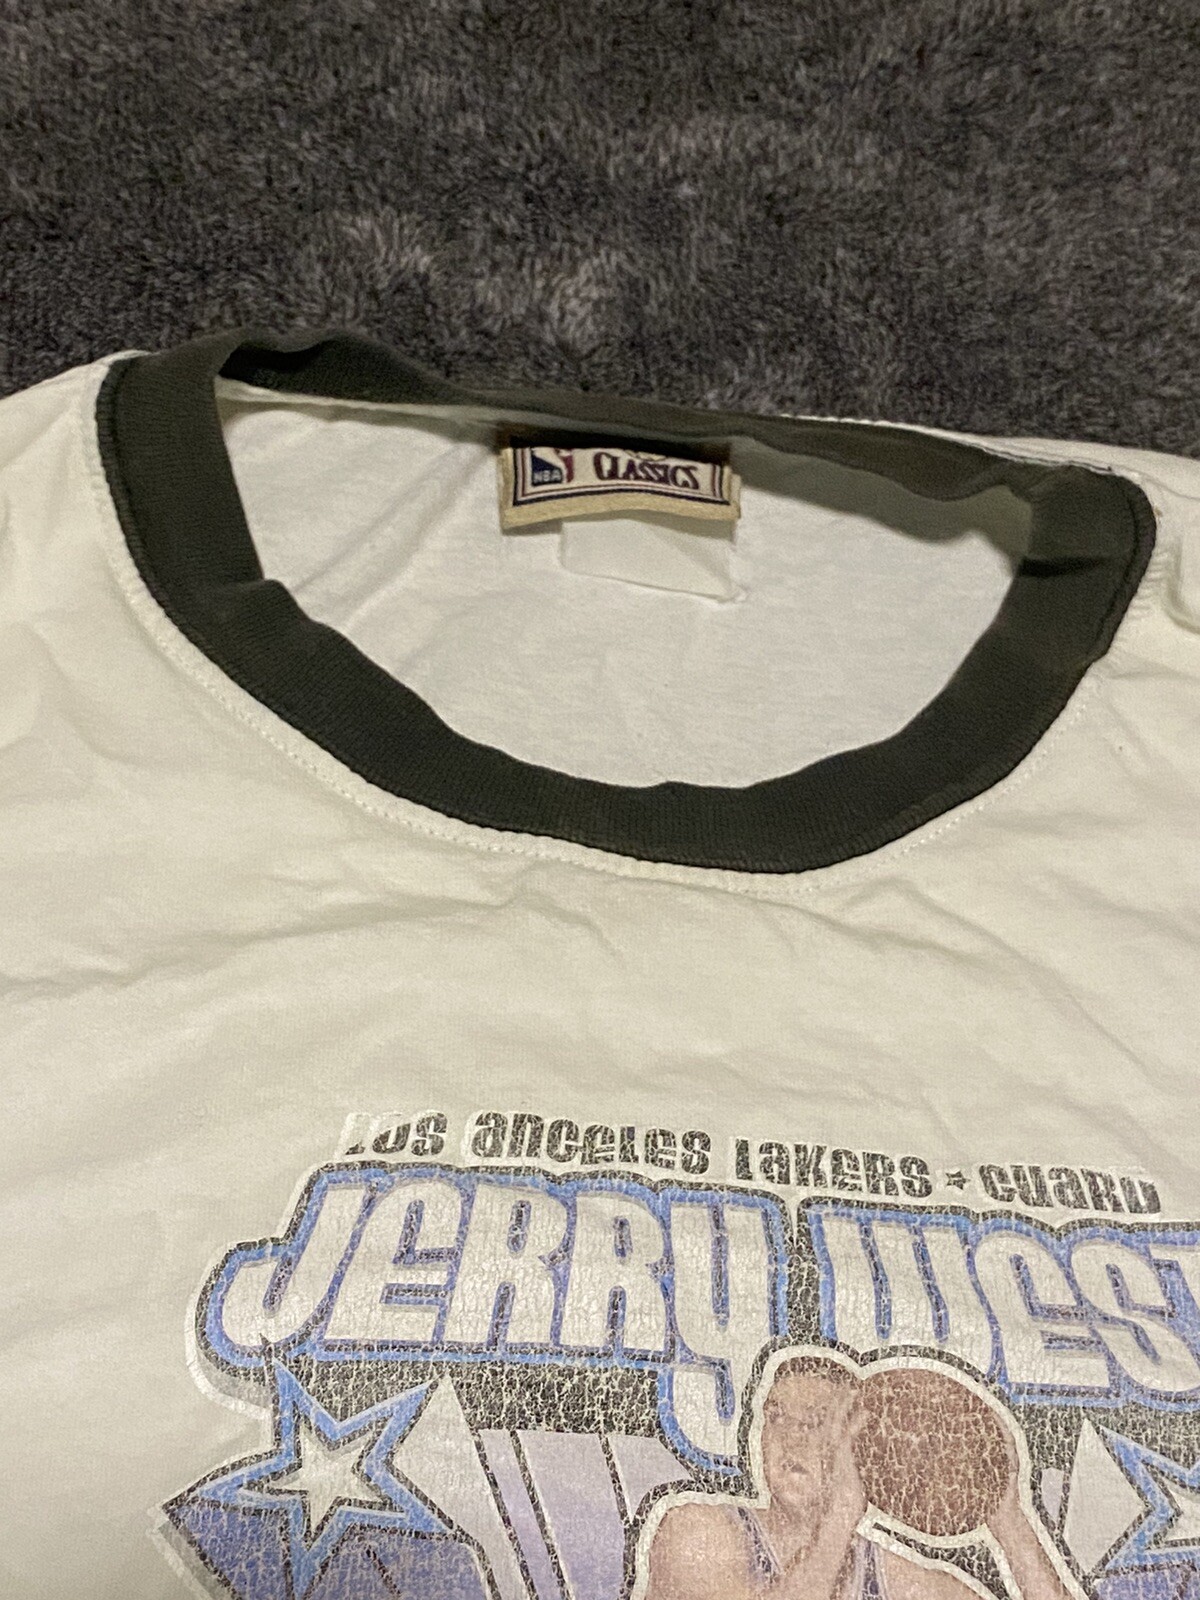 NBA CLASSICS
LOS ANGELES LAKERS ★ GUARD
JERRY WEST